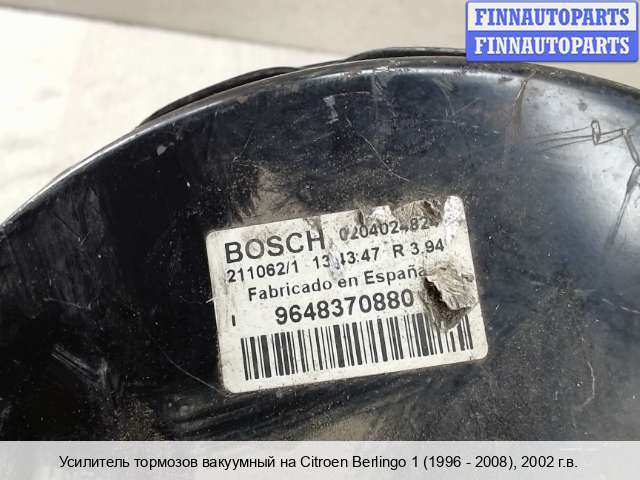 FINNAUTOPARTS
FINNAUTOPARTS
BOSCH
211062/1 13:43:47 R 3.94
Fabricado en España
9648370880
Усилитель тормозов вакуумный на Citroen Berlingo 1 (1996 - 2008), 2002 г.в.